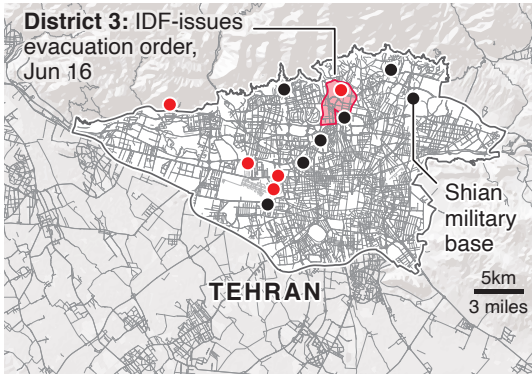 District 3: IDF-issues
evacuation order,
Jun 16
Shian
military
base
TEHRAN
5km
3 miles